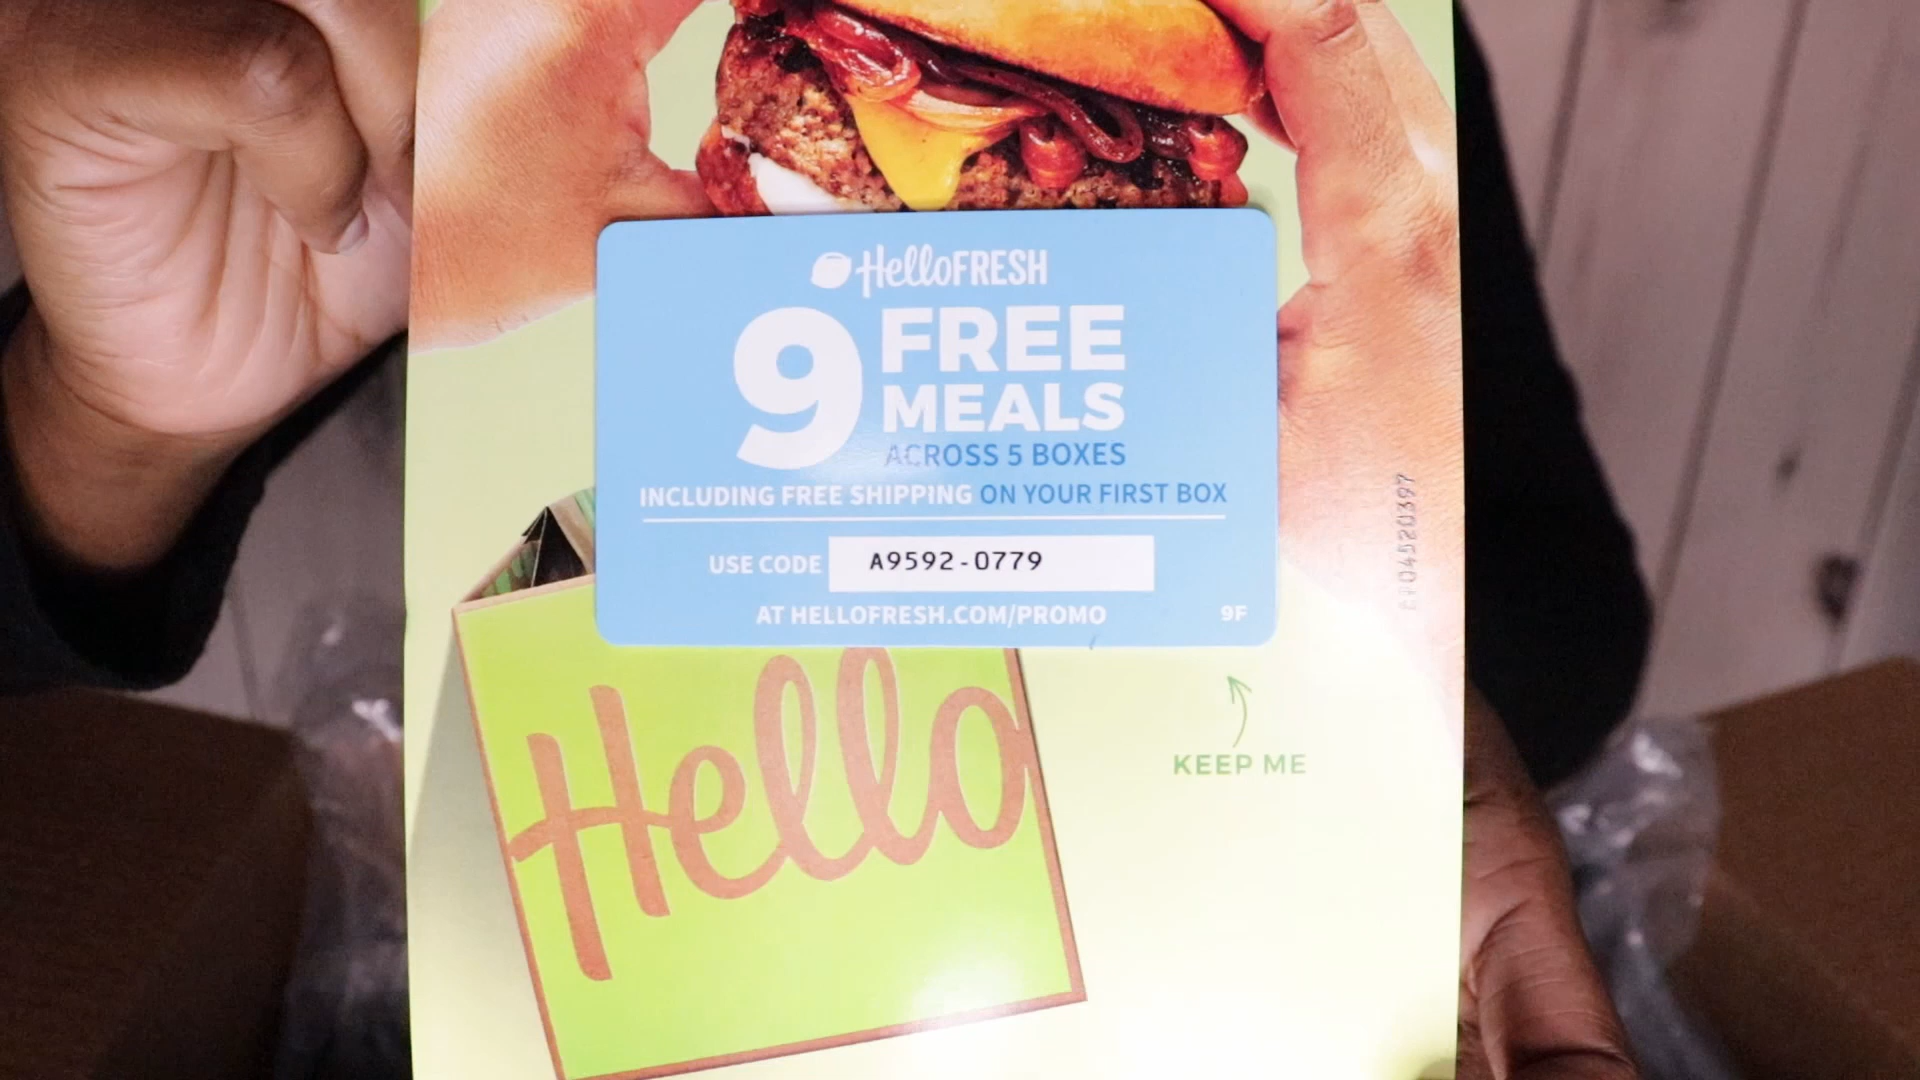 HelloFRESH
9 FREE
MEALS
ACROSS 5 BOXES
INCLUDING FREE SHIPPING ON YOUR FIRST BOX
USE CODE A9592-0779
AT HELLOFRESH.COM/PROMO 9F
KEEP ME
Hello